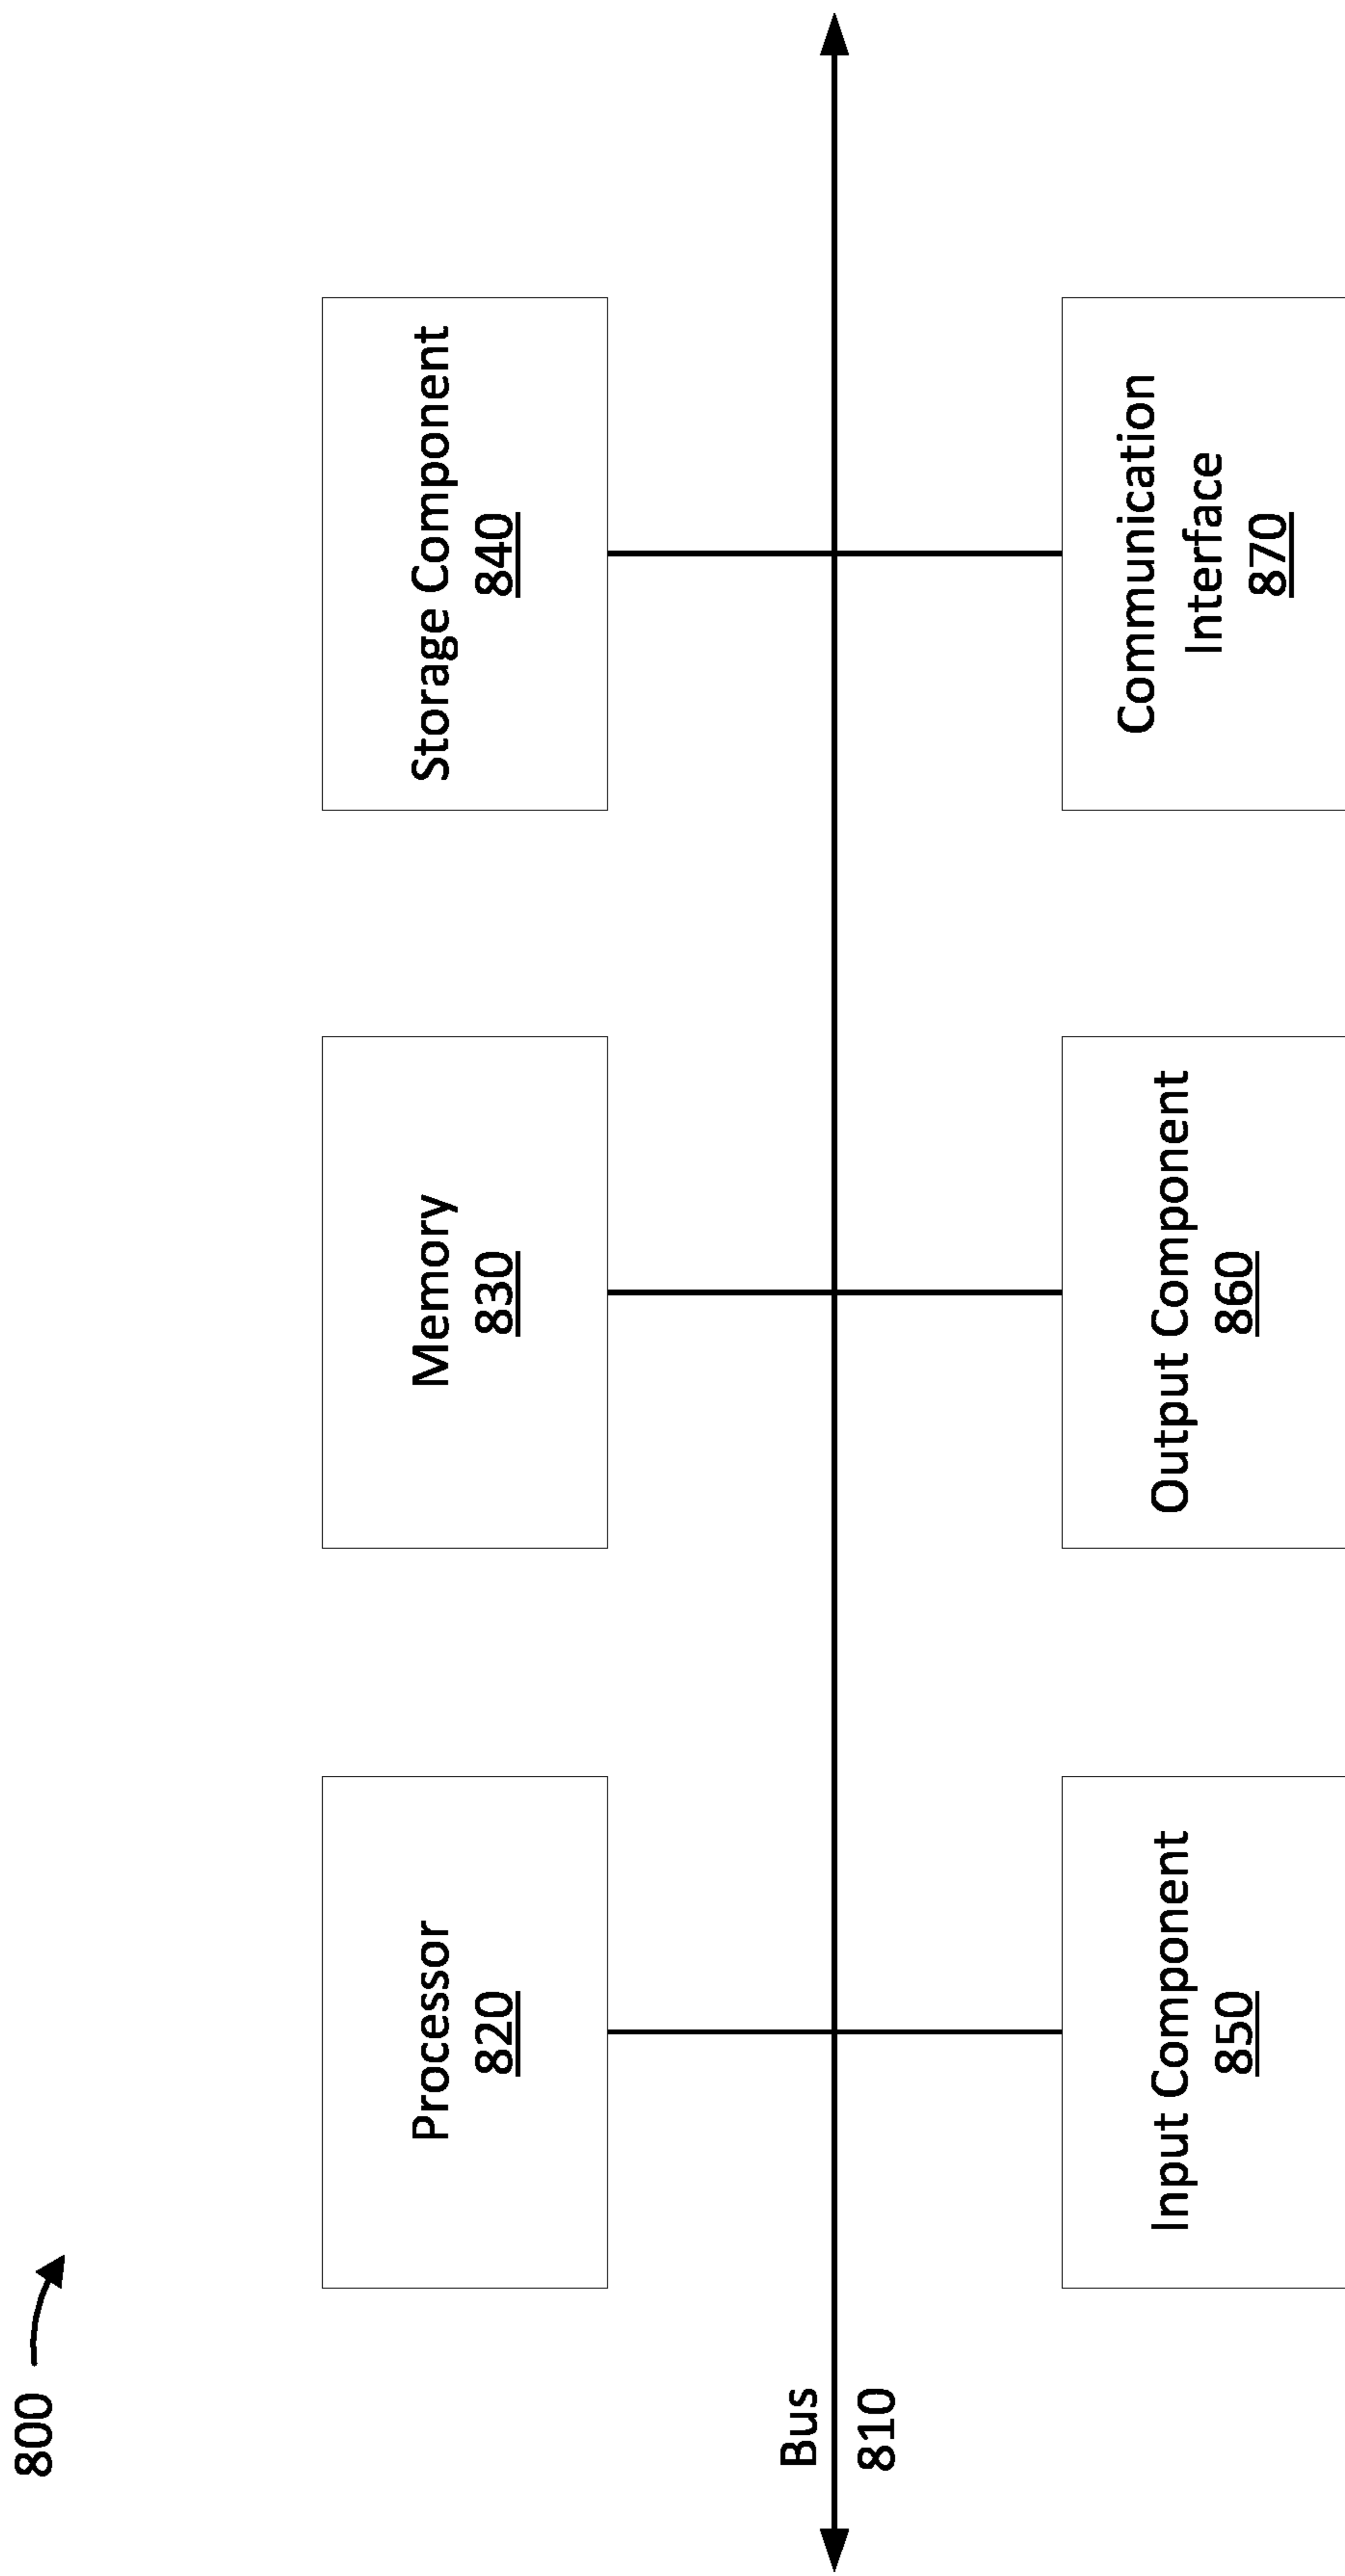 800
Processor
820
Memory
830
Storage Component
840
Bus
810
Input Component
850
Output Component
860
Communication
Interface
870